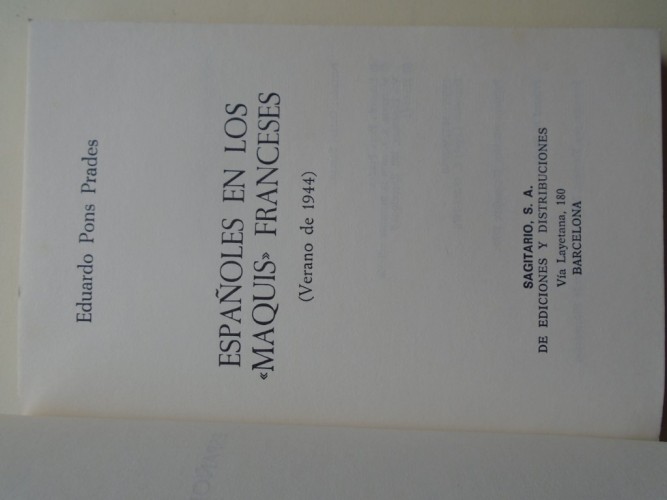 Eduardo Pons Prades
ESPAÑOLES EN LOS
«MAQUIS» FRANCESES
(Verano de 1944)
SAGITARIO, S. A.
DE EDICIONES Y DISTRIBUCIONES
Vía Layetana, 180
BARCELONA